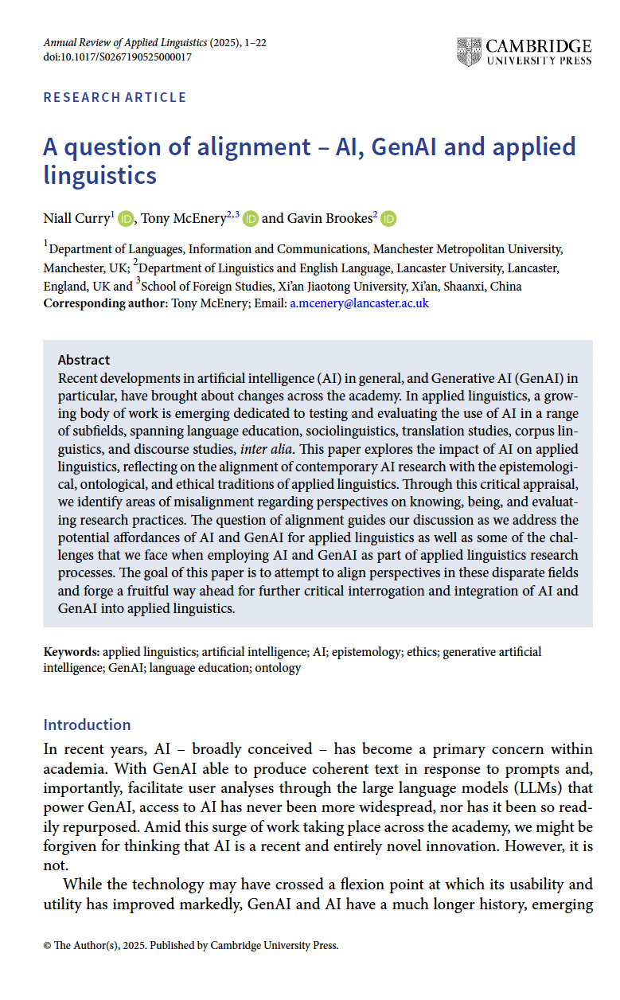 Annual Review of Applied Linguistics (2025), 1–22
doi:10.1017/S0267190525000017
CAMBRIDGE
UNIVERSITY PRESS
RESEARCH ARTICLE
A question of alignment – AI, GenAI and applied
linguistics
Niall Curry1 iD, Tony McEnery2,3 iD and Gavin Brookes2 iD
1Department of Languages, Information and Communications, Manchester Metropolitan University,
Manchester, UK; 2Department of Linguistics and English Language, Lancaster University, Lancaster,
England, UK and 3School of Foreign Studies, Xi’an Jiaotong University, Xi’an, Shaanxi, China
Corresponding author: Tony McEnery; Email: a.mcenery@lancaster.ac.uk
Abstract
Recent developments in artificial intelligence (AI) in general, and Generative AI (GenAI) in
particular, have brought about changes across the academy. In applied linguistics, a grow-
ing body of work is emerging dedicated to testing and evaluating the use of AI in a range
of subfields, spanning language education, sociolinguistics, translation studies, corpus lin-
guistics, and discourse studies, inter alia. This paper explores the impact of AI on applied
linguistics, reflecting on the alignment of contemporary AI research with the epistemologi-
cal, ontological, and ethical traditions of applied linguistics. Through this critical appraisal,
we identify areas of misalignment regarding perspectives on knowing, being, and evaluat-
ing research practices. The question of alignment guides our discussion as we address the
potential affordances of AI and GenAI for applied linguistics as well as some of the chal-
lenges that we face when employing AI and GenAI as part of applied linguistics research
processes. The goal of this paper is to attempt to align perspectives in these disparate fields
and forge a fruitful way ahead for further critical interrogation and integration of AI and
GenAI into applied linguistics.
Keywords: applied linguistics; artificial intelligence; AI; epistemology; ethics; generative artificial
intelligence; GenAI; language education; ontology
Introduction
In recent years, AI – broadly conceived – has become a primary concern within
academia. With GenAI able to produce coherent text in response to prompts and,
importantly, facilitate user analyses through the large language models (LLMs) that
power GenAI, access to AI has never been more widespread, nor has it been so read-
ily repurposed. Amid this surge of work taking place across the academy, we might be
forgiven for thinking that AI is a recent and entirely novel innovation. However, it is
not.
While the technology may have crossed a flexion point at which its usability and
utility has improved markedly, GenAI and AI have a much longer history, emerging
© The Author(s), 2025. Published by Cambridge University Press.